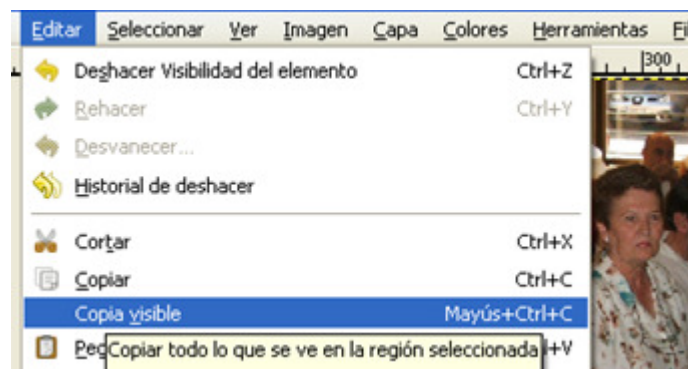 Editar Seleccionar Ver Imagen Capa Colores Herramientas
Deshacer Visibilidad del elemento Ctrl+Z
300
Rehacer Ctrl+Y
Desvanecer...
Historial de deshacer
Cortar Ctrl+X
Copiar Ctrl+C
Copia visible Mayús+Ctrl+C
Copiar todo lo que se ve en la región seleccionada